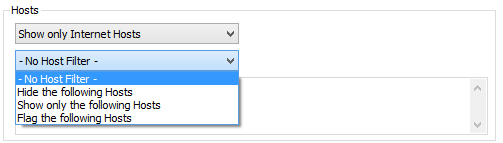 Hosts
Show only Internet Hosts
- No Host Filter -
- No Host Filter -
Hide the following Hosts
Show only the following Hosts
Flag the following Hosts